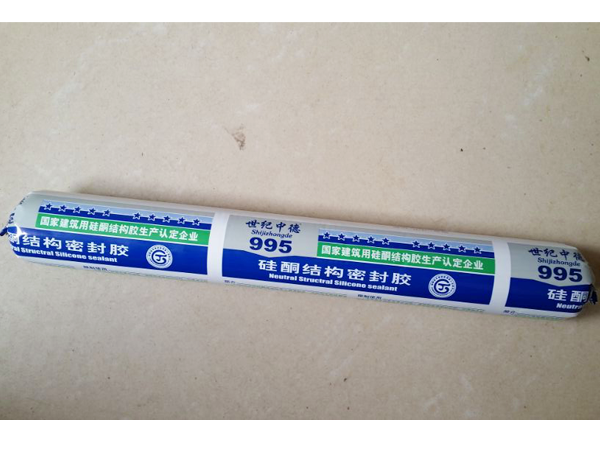 国家建筑用硅酮结构胶生产认定企业
酮结构密封胶
al Structral Silicone sealant
世纪中德
Shijizhongde
995
国家建筑用硅酮结构胶生产认定企业
硅酮结构密封胶
Neutral Structral Silicone sealant
世纪中德
Shijizhongde
995
硅酮
Neutral